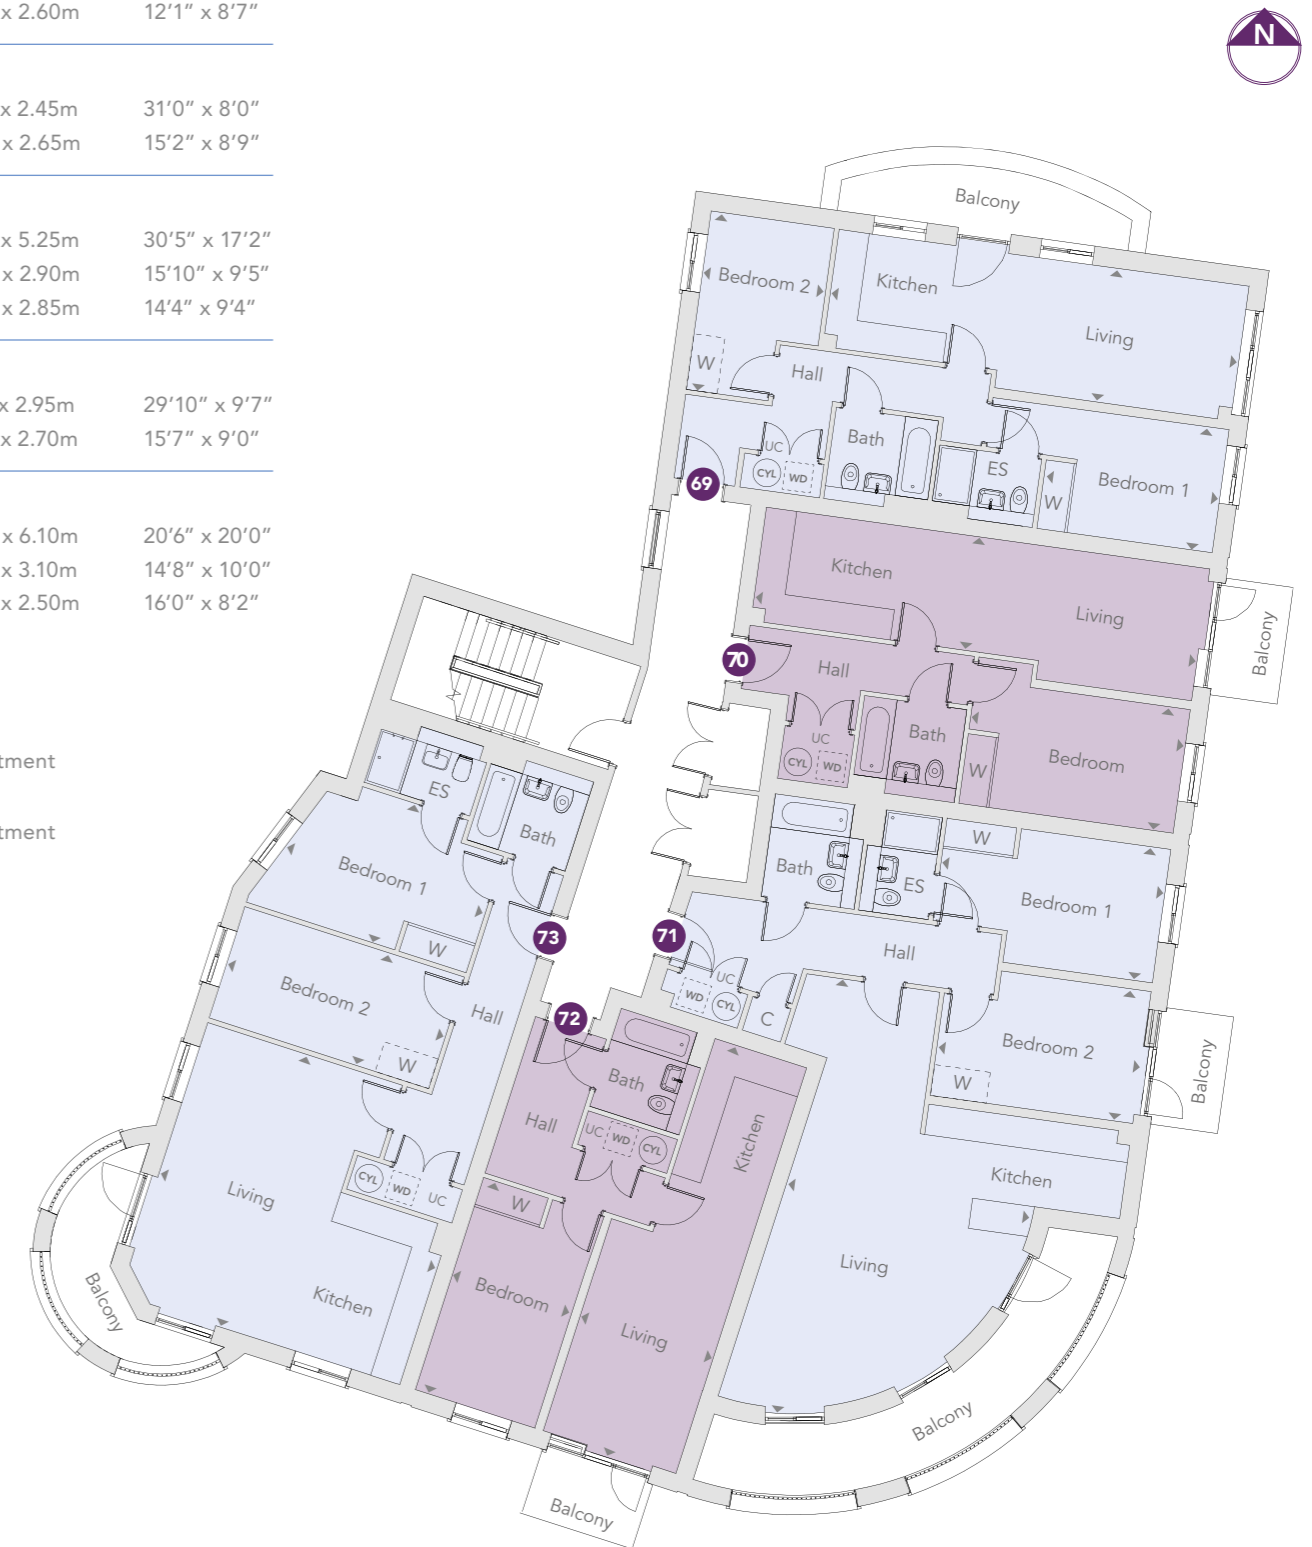 x 2.60m 12'1" x 8'7"
x 2.45m 31'0" x 8'0"
x 2.65m 15'2" x 8'9"
x 5.25m 30'5" x 17'2"
x 2.90m 15'10" x 9'5"
x 2.85m 14'4" x 9'4"
x 2.95m 29'10" x 9'7"
x 2.70m 15'7" x 9'0"
x 6.10m 20'6" x 20'0"
x 3.10m 14'8" x 10'0"
x 2.50m 16'0" x 8'2"
tment
tment
N
Balcony
Bedroom 2
Kitchen
Living
W
Hall
Bath
UC
CYL
WD
ES
W
Bedroom 1
69
Kitchen
Living
Balcony
70
Hall
UC
CYL
WD
Bath
W
Bedroom
ES
Bath
Bedroom 1
W
73
Bedroom 2
W
Hall
Living
CYL
WD
UC
Kitchen
Balcony
W
Bath
ES
Bedroom 1
71
Hall
UC
WD
CYL
C
Bedroom 2
W
Balcony
Kitchen
Living
Balcony
72
Bath
Hall
UC
WD
CYL
Kitchen
W
Bedroom
Living
Balcony